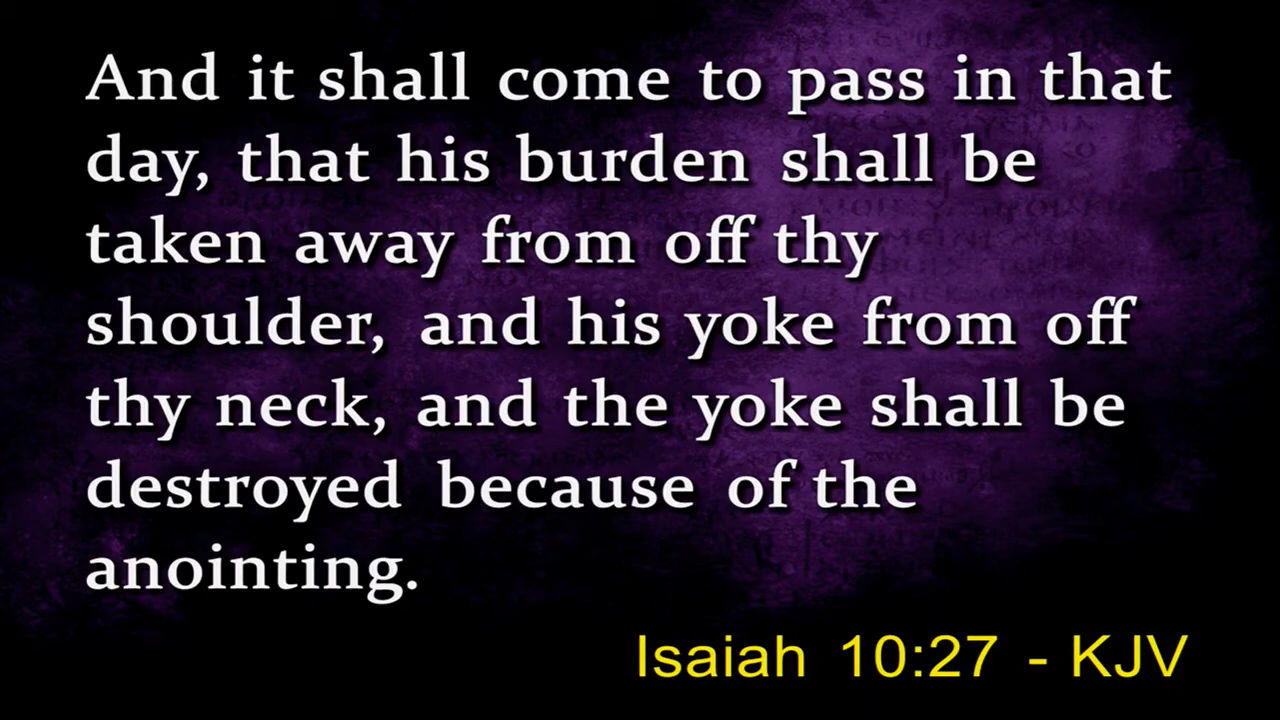 And it shall come to pass in that
day, that his burden shall be
taken away from off thy
shoulder, and his yoke from off
thy neck, and the yoke shall be
destroyed because of the
anointing.
Isaiah 10:27 - KJV